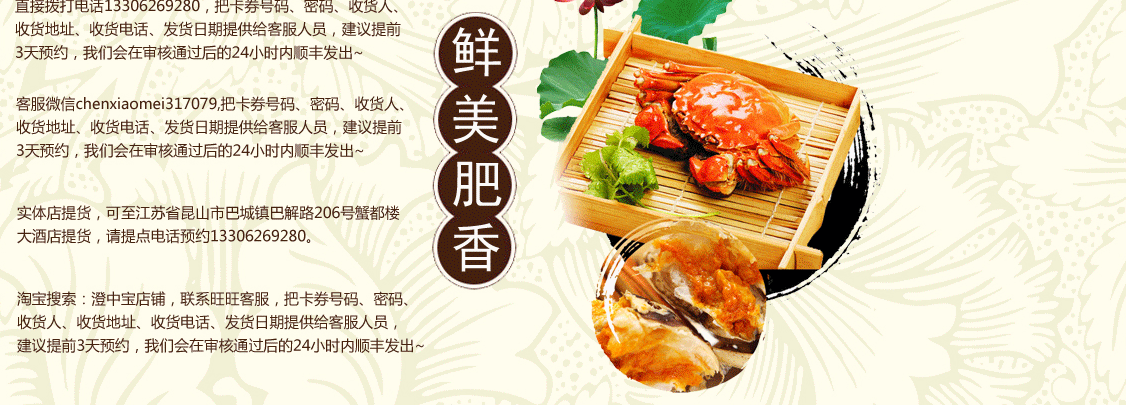 直接拨打电话13306269280，把卡券号码、密码、收货人、
收货地址、收货电话、发货日期提供给客服人员，建议提前
3天预约，我们会在审核通过后的24小时内顺丰发出~
客服微信chenxiaomei317079,把卡券号码、密码、收货人、
收货地址、收货电话、发货日期提供给客服人员，建议提前
3天预约，我们会在审核通过后的24小时内顺丰发出~
实体店提货，可至江苏省昆山市巴城镇巴解路206号蟹都楼
大酒店提货，请提点电话预约13306269280。
淘宝搜索：澄中宝店铺，联系旺旺客服，把卡券号码、密码、
收货人、收货地址、收货电话、发货日期提供给客服人员，
建议提前3天预约，我们会在审核通过后的24小时内顺丰发出~
鲜美肥香